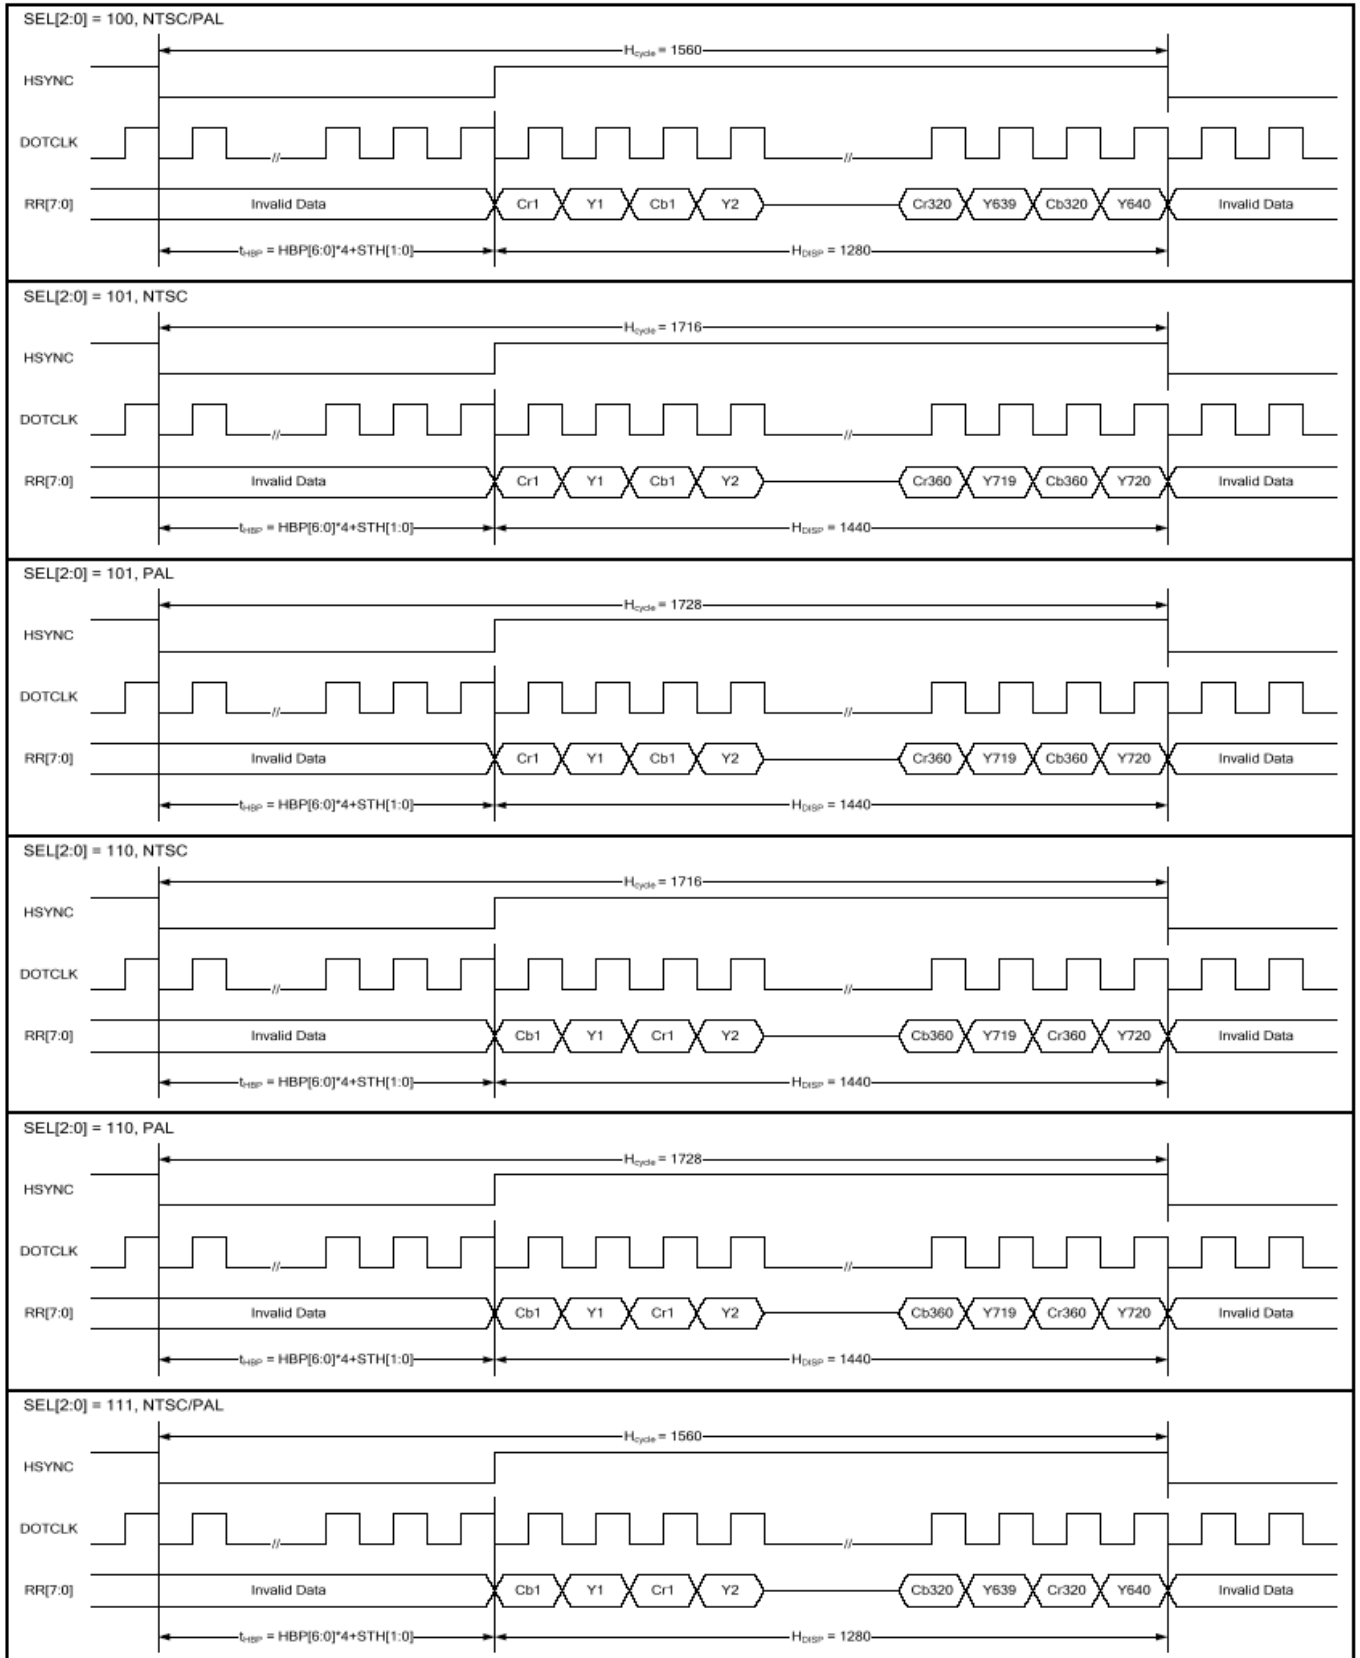 SEL[2:0] = 100, NTSC/PAL
Hcycle = 1560
HSYNC
DOTCLK
//
//
RR[7:0] Invalid Data Cr1 Y1 Cb1 Y2 Cr320 Y639 Cb320 Y640 Invalid Data
tHBP = HBP[6:0]*4+STH[1:0] HDISP = 1280
SEL[2:0] = 101, NTSC
Hcycle = 1716
HSYNC
DOTCLK
//
//
RR[7:0] Invalid Data Cr1 Y1 Cb1 Y2 Cr360 Y719 Cb360 Y720 Invalid Data
tHBP = HBP[6:0]*4+STH[1:0] HDISP = 1440
SEL[2:0] = 101, PAL
Hcycle = 1728
HSYNC
DOTCLK
//
//
RR[7:0] Invalid Data Cr1 Y1 Cb1 Y2 Cr360 Y719 Cb360 Y720 Invalid Data
tHBP = HBP[6:0]*4+STH[1:0] HDISP = 1440
SEL[2:0] = 110, NTSC
Hcycle = 1716
HSYNC
DOTCLK
//
//
RR[7:0] Invalid Data Cb1 Y1 Cr1 Y2 Cb360 Y719 Cr360 Y720 Invalid Data
tHBP = HBP[6:0]*4+STH[1:0] HDISP = 1440
SEL[2:0] = 110, PAL
Hcycle = 1728
HSYNC
DOTCLK
//
//
RR[7:0] Invalid Data Cb1 Y1 Cr1 Y2 Cb360 Y719 Cr360 Y720 Invalid Data
tHBP = HBP[6:0]*4+STH[1:0] HDISP = 1440
SEL[2:0] = 111, NTSC/PAL
Hcycle = 1560
HSYNC
DOTCLK
//
//
RR[7:0] Invalid Data Cb1 Y1 Cr1 Y2 Cb320 Y639 Cr320 Y640 Invalid Data
tHBP = HBP[6:0]*4+STH[1:0] HDISP = 1280